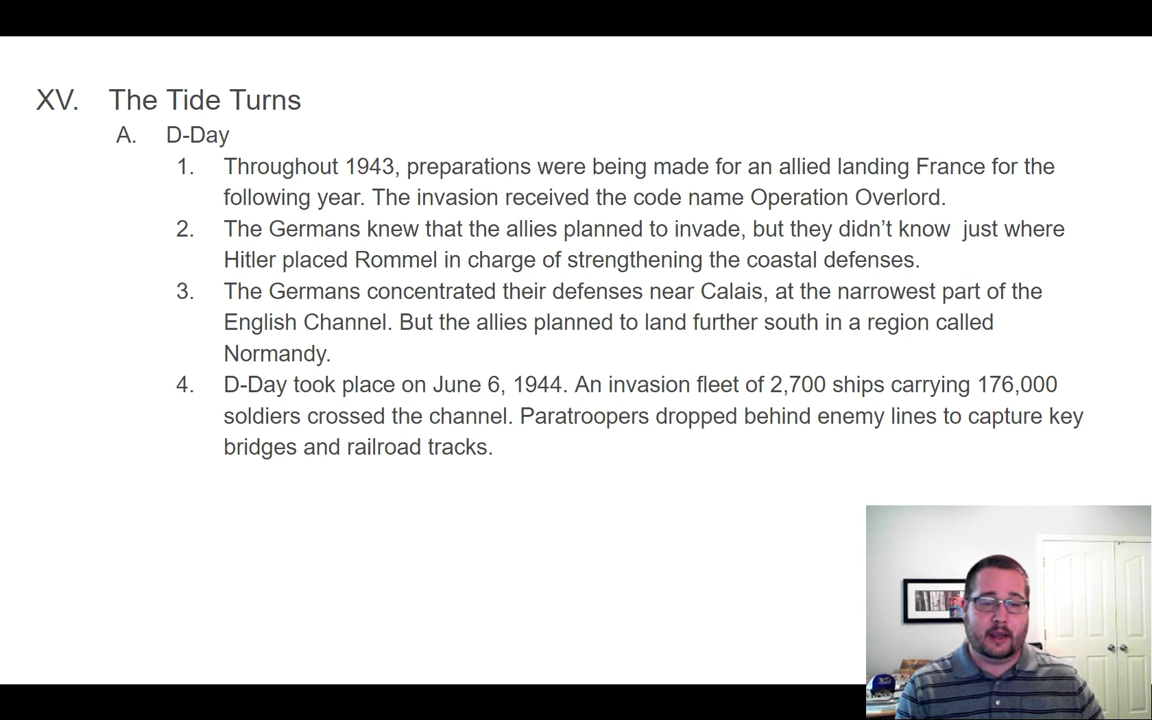 XV. The Tide Turns
A. D-Day
1. Throughout 1943, preparations were being made for an allied landing France for the
following year. The invasion received the code name Operation Overlord.
2. The Germans knew that the allies planned to invade, but they didn’t know  just where
Hitler placed Rommel in charge of strengthening the coastal defenses.
3. The Germans concentrated their defenses near Calais, at the narrowest part of the
English Channel. But the allies planned to land further south in a region called
Normandy.
4. D-Day took place on June 6, 1944. An invasion fleet of 2,700 ships carrying 176,000
soldiers crossed the channel. Paratroopers dropped behind enemy lines to capture key
bridges and railroad tracks.